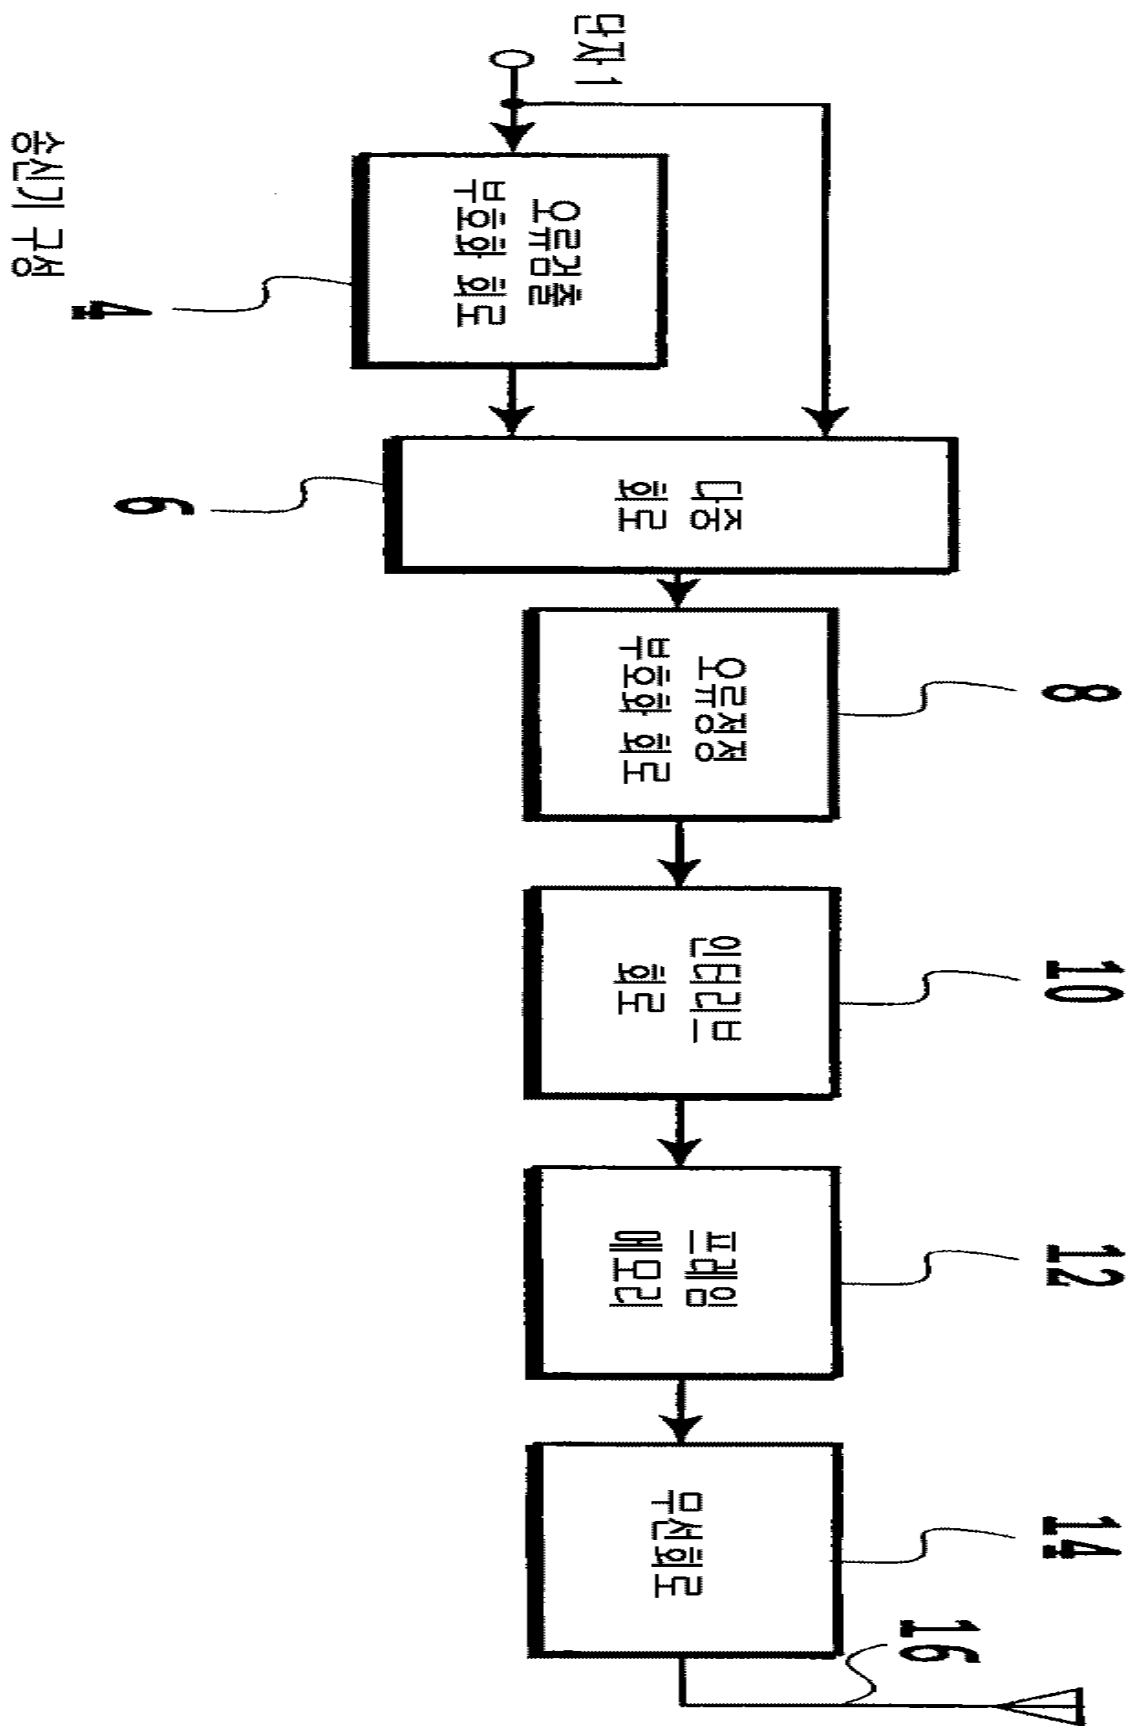 8
10
12
14
16
다중
회로
오류정정
부호화 회로
인터리브
회로
프레임
메모리
무선회로
단자 1
오류검출
부호화 회로
6
4
송신기 구성